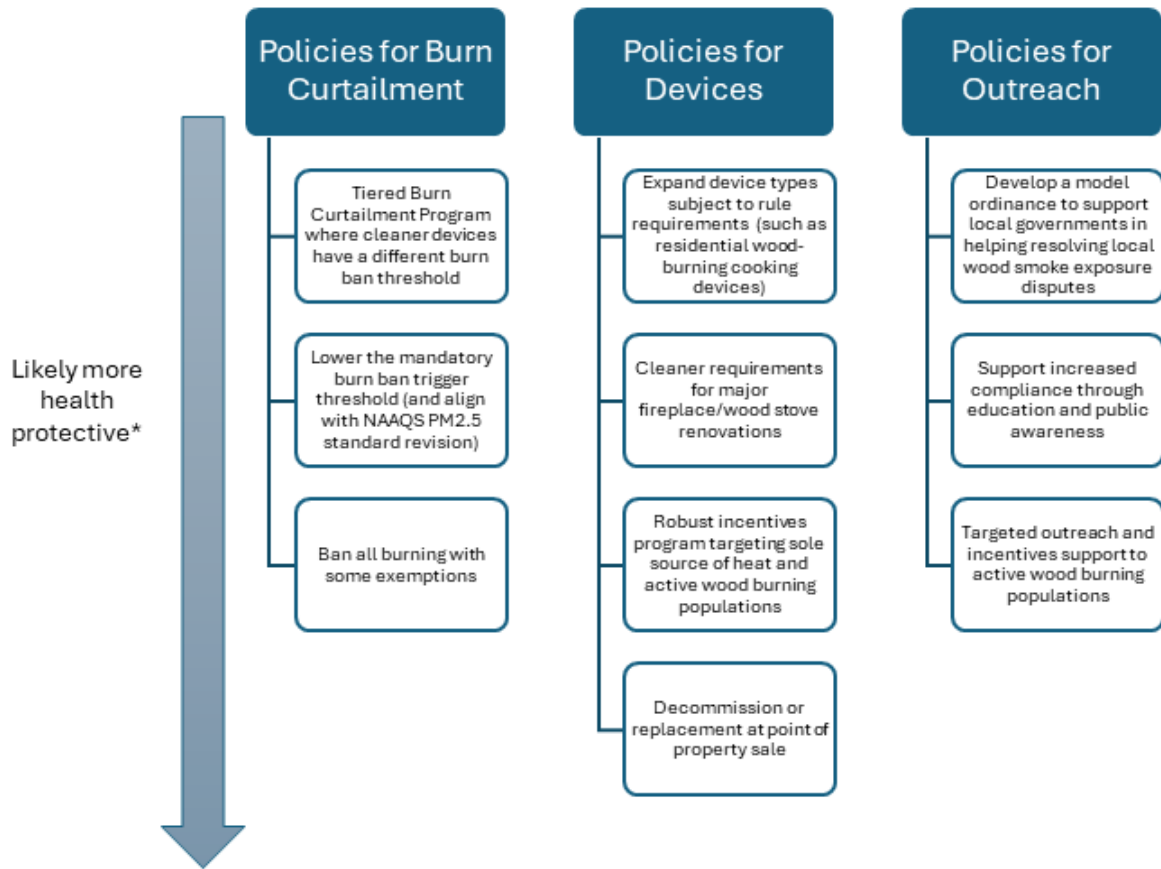 Policies for Burn
Curtailment
Tiered Burn
Curtailment Program
where cleaner devices
have a different burn
ban threshold
Lower the mandatory
burn ban trigger
threshold (and align
with NAAQS PM2.5
standard revision)
Ban all burning with
some exemptions
Policies for
Devices
Expand device types
subject to rule
requirements (such as
residential wood-
burning cooking
devices)
Cleaner requirements
for major
fireplace/wood stove
renovations
Robust incentives
program targeting sole
source of heat and
active wood burning
populations
Decommission or
replacement at point of
property sale
Policies for
Outreach
Develop a model
ordinance to support
local governments in
helping resolving local
wood smoke exposure
disputes
Support increased
compliance through
education and public
awareness
Targeted outreach and
incentives support to
active wood burning
populations
Likely more
health
protective*